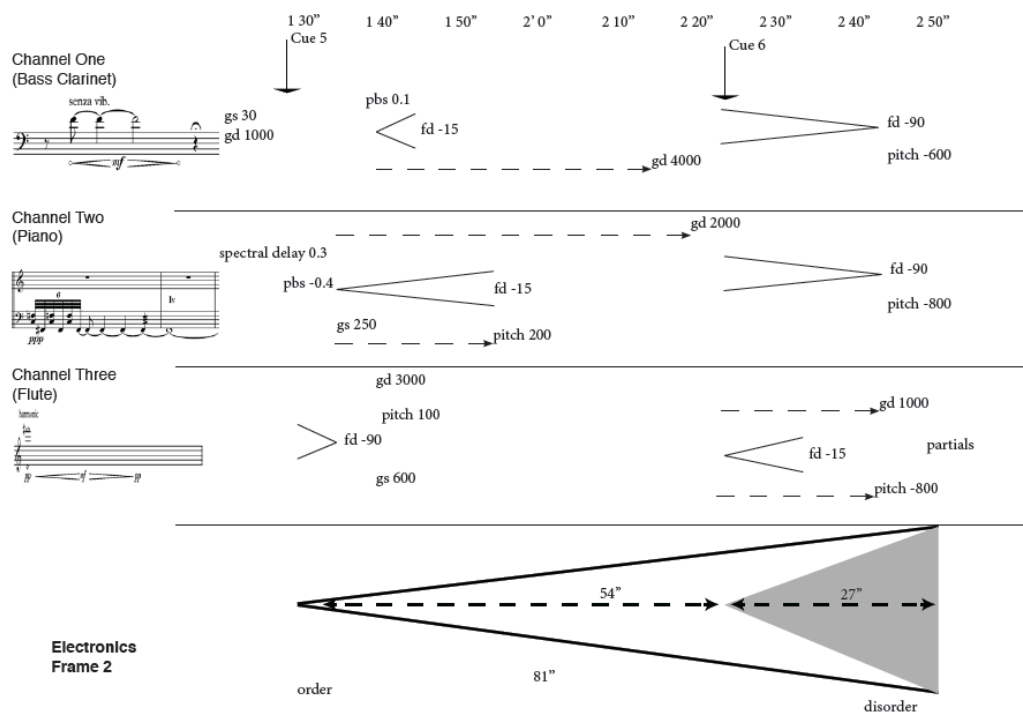 1 30” 1 40” 1 50” 2’ 0” 2 10” 2 20” 2 30” 2 40” 2 50”
Cue 5
Cue 6
Channel One
(Bass Clarinet)
senza vib.
mf
gs 30
gd 1000
pbs 0.1
fd -15
gd 4000
fd -90
pitch -600
Channel Two
(Piano)
gd 2000
spectral delay 0.3
pbs -0.4
fd -15
fd -90
pitch -800
6
lv
ppp
gs 250
pitch 200
Channel Three
(Flute)
gd 3000
gd 1000
harmonic
pitch 100
fd -90
fd -15
partials
gs 600
pitch -800
pp mf pp
54” 27”
Electronics
Frame 2
81”
order
disorder